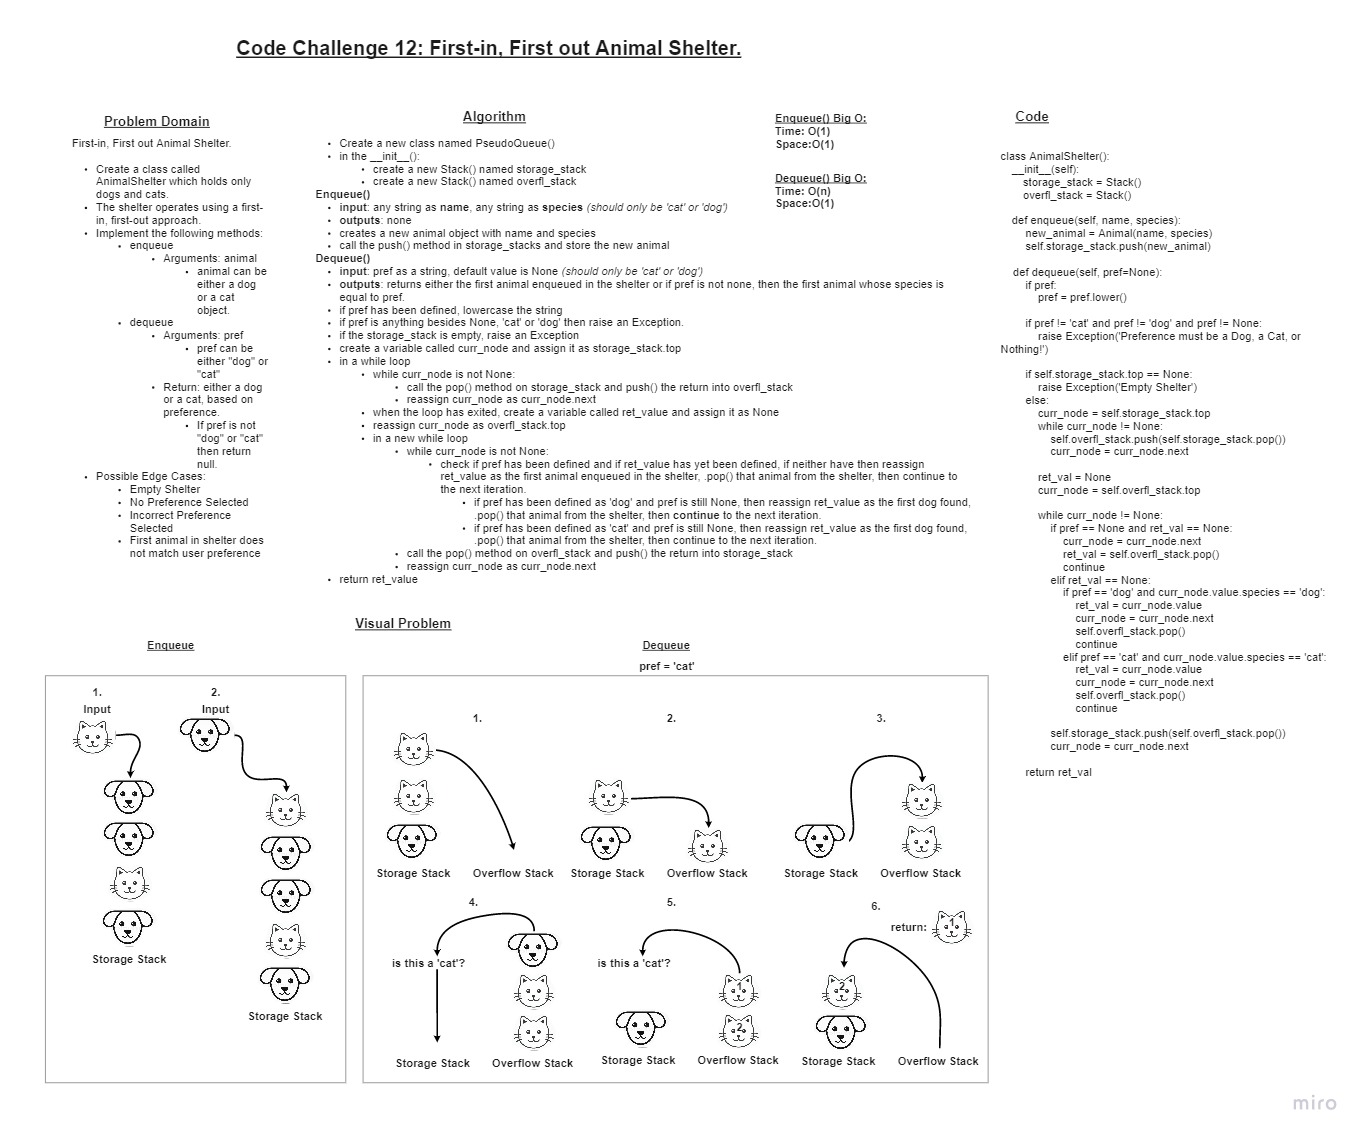 Code Challenge 12: First-in, First out Animal Shelter.
Problem Domain
First-in, First out Animal Shelter.
• Create a class called
AnimalShelter which holds only
dogs and cats.
• The shelter operates using a first-
in, first-out approach.
• Implement the following methods:
• enqueue
• Arguments: animal
• animal can be
either a dog
or a cat
object.
• dequeue
• Arguments: pref
• pref can be
either "dog" or
"cat"
• Return: either a dog
or a cat, based on
preference.
• If pref is not
"dog" or "cat"
then return
null.
• Possible Edge Cases:
• Empty Shelter
• No Preference Selected
• Incorrect Preference
Selected
• First animal in shelter does
not match user preference
Algorithm
• Create a new class named PseudoQueue()
• in the __init__():
• create a new Stack() named storage_stack
• create a new Stack() named overfl_stack
Enqueue()
• input: any string as name, any string as species (should only be 'cat' or 'dog')
• outputs: none
• creates a new animal object with name and species
• call the push() method in storage_stacks and store the new animal
Dequeue()
• input: pref as a string, default value is None (should only be 'cat' or 'dog')
• outputs: returns either the first animal enqueued in the shelter or if pref is not none, then the first animal whose species is
equal to pref.
• if pref has been defined, lowercase the string
• if pref is anything besides None, 'cat' or 'dog' then raise an Exception.
• if the storage_stack is empty, raise an Exception
• create a variable called curr_node and assign it as storage_stack.top
• in a while loop
• while curr_node is not None:
• call the pop() method on storage_stack and push() the return into overfl_stack
• reassign curr_node as curr_node.next
• when the loop has exited, create a variable called ret_value and assign it as None
• reassign curr_node as overfl_stack.top
• in a new while loop
• while curr_node is not None:
• check if pref has been defined and if ret_value has yet been defined, if neither have then reassign
ret_value as the first animal enqueued in the shelter, .pop() that animal from the shelter, then continue to
the next iteration.
• if pref has been defined as 'dog' and pref is still None, then reassign ret_value as the first dog found,
.pop() that animal from the shelter, then continue to the next iteration.
• if pref has been defined as 'cat' and pref is still None, then reassign ret_value as the first dog found,
.pop() that animal from the shelter, then continue to the next iteration.
• call the pop() method on overfl_stack and push() the return into storage_stack
• reassign curr_node as curr_node.next
• return ret_value
Enqueue() Big O:
Time: O(1)
Space:O(1)
Dequeue() Big O:
Time: O(n)
Space:O(1)
Code
class AnimalShelter():
__init__(self):
storage_stack = Stack()
overfl_stack = Stack()
def enqueue(self, name, species):
new_animal = Animal(name, species)
self.storage_stack.push(new_animal)
def dequeue(self, pref=None):
if pref:
pref = pref.lower()
if pref != 'cat' and pref != 'dog' and pref != None:
raise Exception('Preference must be a Dog, a Cat, or
Nothing!')
if self.storage_stack.top == None:
raise Exception('Empty Shelter')
else:
curr_node = self.storage_stack.top
while curr_node != None:
self.overfl_stack.push(self.storage_stack.pop())
curr_node = curr_node.next
ret_val = None
curr_node = self.overfl_stack.top
while curr_node != None:
if pref == None and ret_val == None:
curr_node = curr_node.next
ret_val = self.overfl_stack.pop()
continue
elif ret_val == None:
if pref == 'dog' and curr_node.value.species == 'dog':
ret_val = curr_node.value
curr_node = curr_node.next
self.overfl_stack.pop()
continue
elif pref == 'cat' and curr_node.value.species == 'cat':
ret_val = curr_node.value
curr_node = curr_node.next
self.overfl_stack.pop()
continue
self.storage_stack.push(self.overfl_stack.pop())
curr_node = curr_node.next
return ret_val
Visual Problem
Enqueue
1.
Input
2.
Input
Storage Stack
Storage Stack
Dequeue
pref = 'cat'
1.
2.
3.
Storage Stack
Overflow Stack
Storage Stack
Overflow Stack
Storage Stack
Overflow Stack
4.
5.
6.
return:
1
is this a 'cat'?
is this a 'cat'?
1
2
2
Storage Stack
Overflow Stack
Storage Stack
Overflow Stack
Storage Stack
Overflow Stack
miro